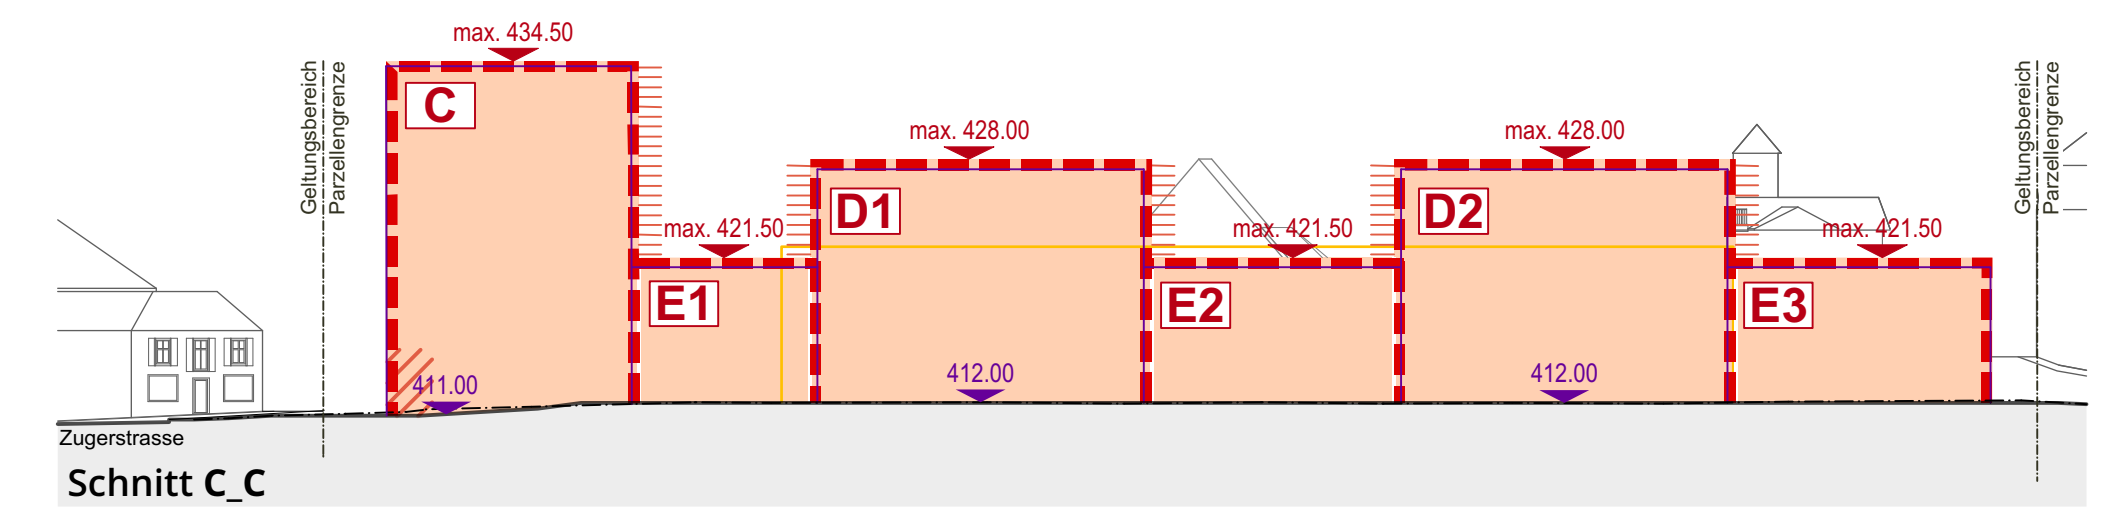 max. 434.50
Geltungsbereich
Parzellengrenze
C
max. 428.00
max. 428.00
Geltungsbereich
Parzellengrenze
max. 421.50
D1
max. 421.50
D2
max. 421.50
E1
E2
E3
411.00
412.00
412.00
Zugerstrasse
Schnitt C_C